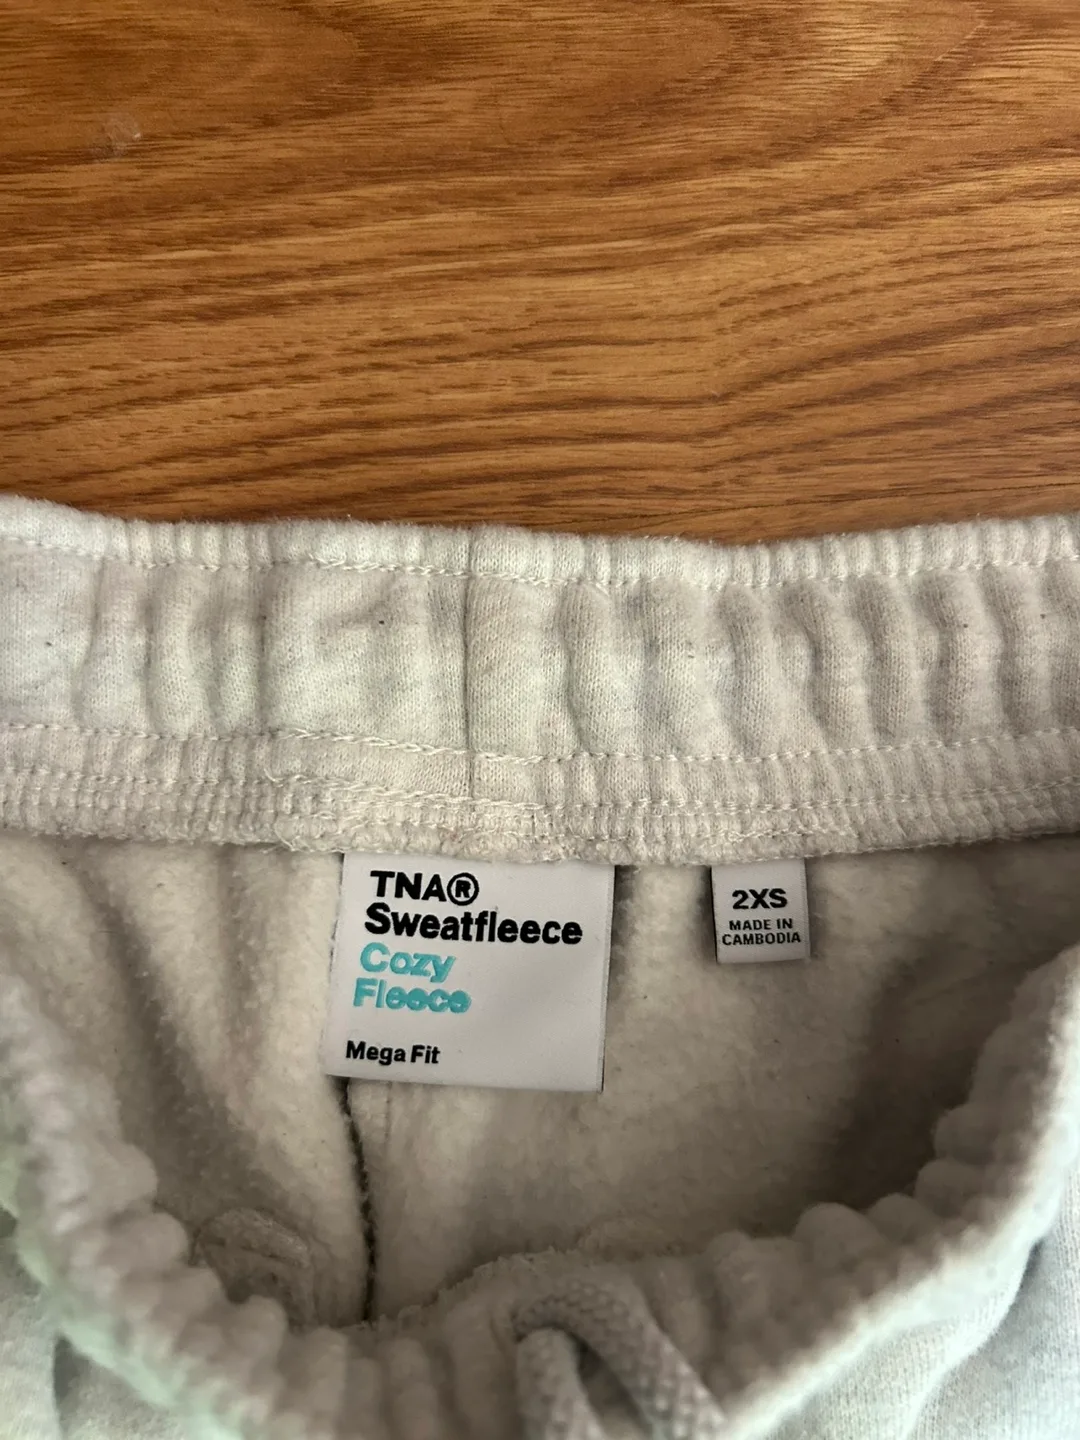 TNA®
Sweatfleece
Cozy
Fleece
Mega Fit
2XS
MADE IN
CAMBODIA